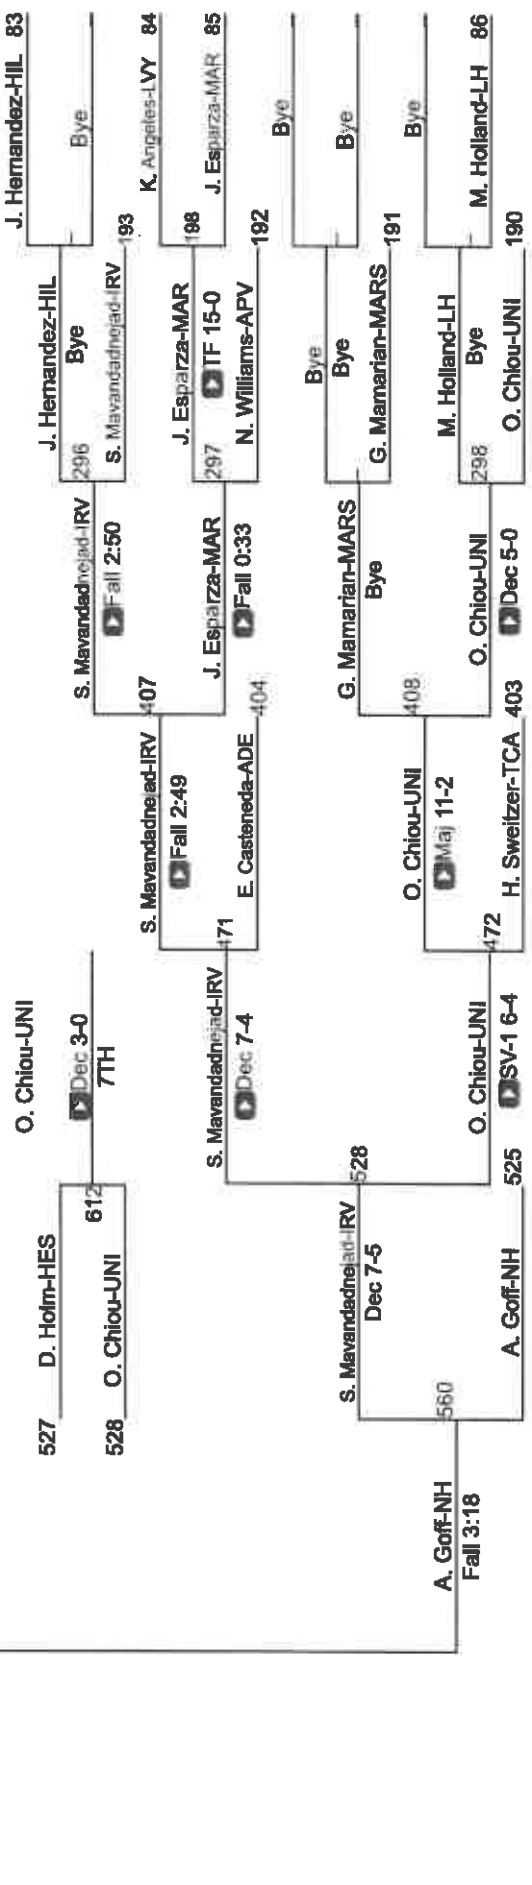 J. Hernandez-HIL 83
Bye
K. Angeles-LVY 84
J. Esparza-MAR 85
Bye
Bye
Bye
M. Holland-LH 86
J. Hernandez-HIL
Bye
S. Mavandadnejad-IRV 193
198
J. Esparza-MAR
TF 15-0
N. Williams-APV 192
Bye
Bye
G. Mamarian-MARS 191
M. Holland-LH
Bye
O. Chiou-UNI 190
296
S. Mavandadnejad-IRV
Fall 2:50
297
J. Esparza-MAR
Fall 0:33
G. Mamarian-MARS
Bye
298
O. Chiou-UNI
Dec 5-0
407
S. Mavandadnejad-IRV
Fall 2:49
E. Casteneda-ADE 404
408
O. Chiou-UNI
Maj 11-2
H. Sweitzer-TCA 403
471
S. Mavandadnejad-IRV
Dec 7-4
472
O. Chiou-UNI
SV-1 6-4
O. Chiou-UNI
Dec 3-0
7TH
612
527 D. Holm-HES
528 O. Chiou-UNI
528
S. Mavandadnejad-IRV
Dec 7-5
A. Goff-NH 525
560
A. Goff-NH
Fall 3:18